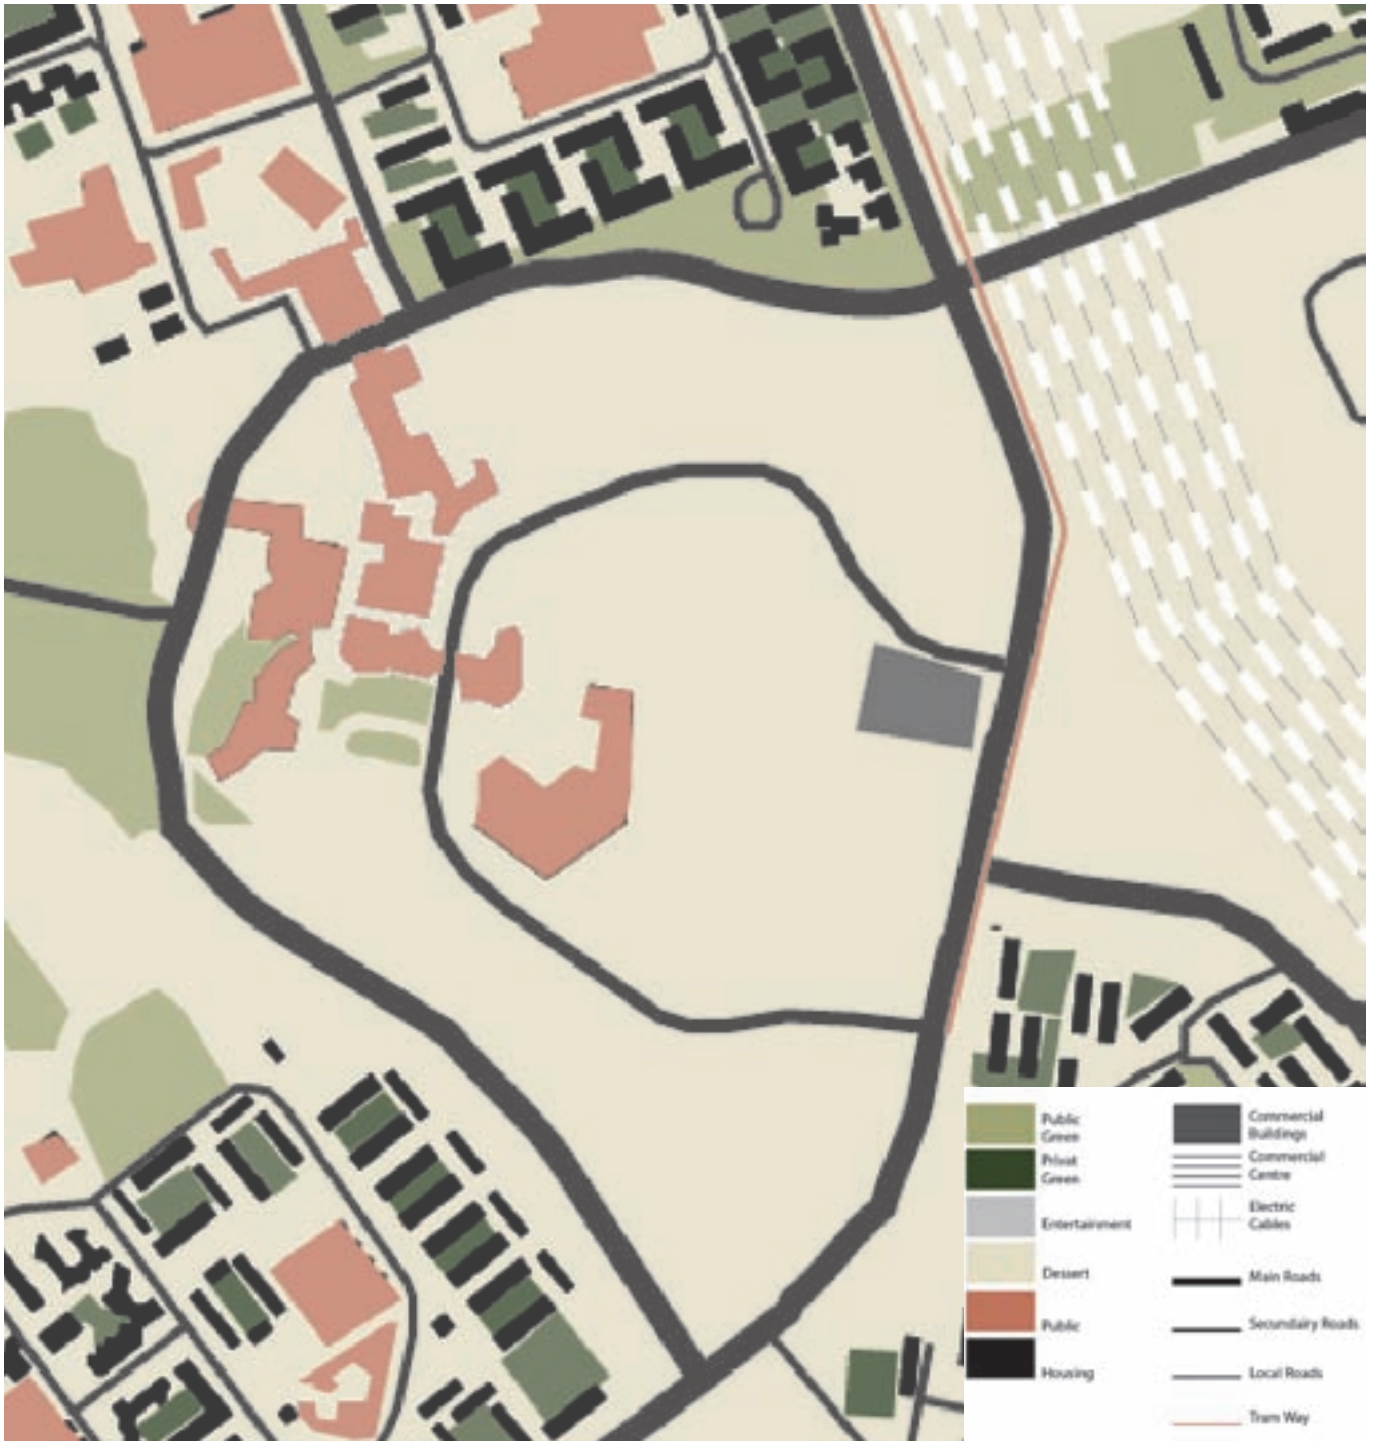 Public
Green
Privat
Green
Entertainment
Dessert
Public
Housing
Commercial
Buildings
Commercial
Centre
Electric
Cables
Main Roads
Secundairy Roads
Local Roads
Tram Way